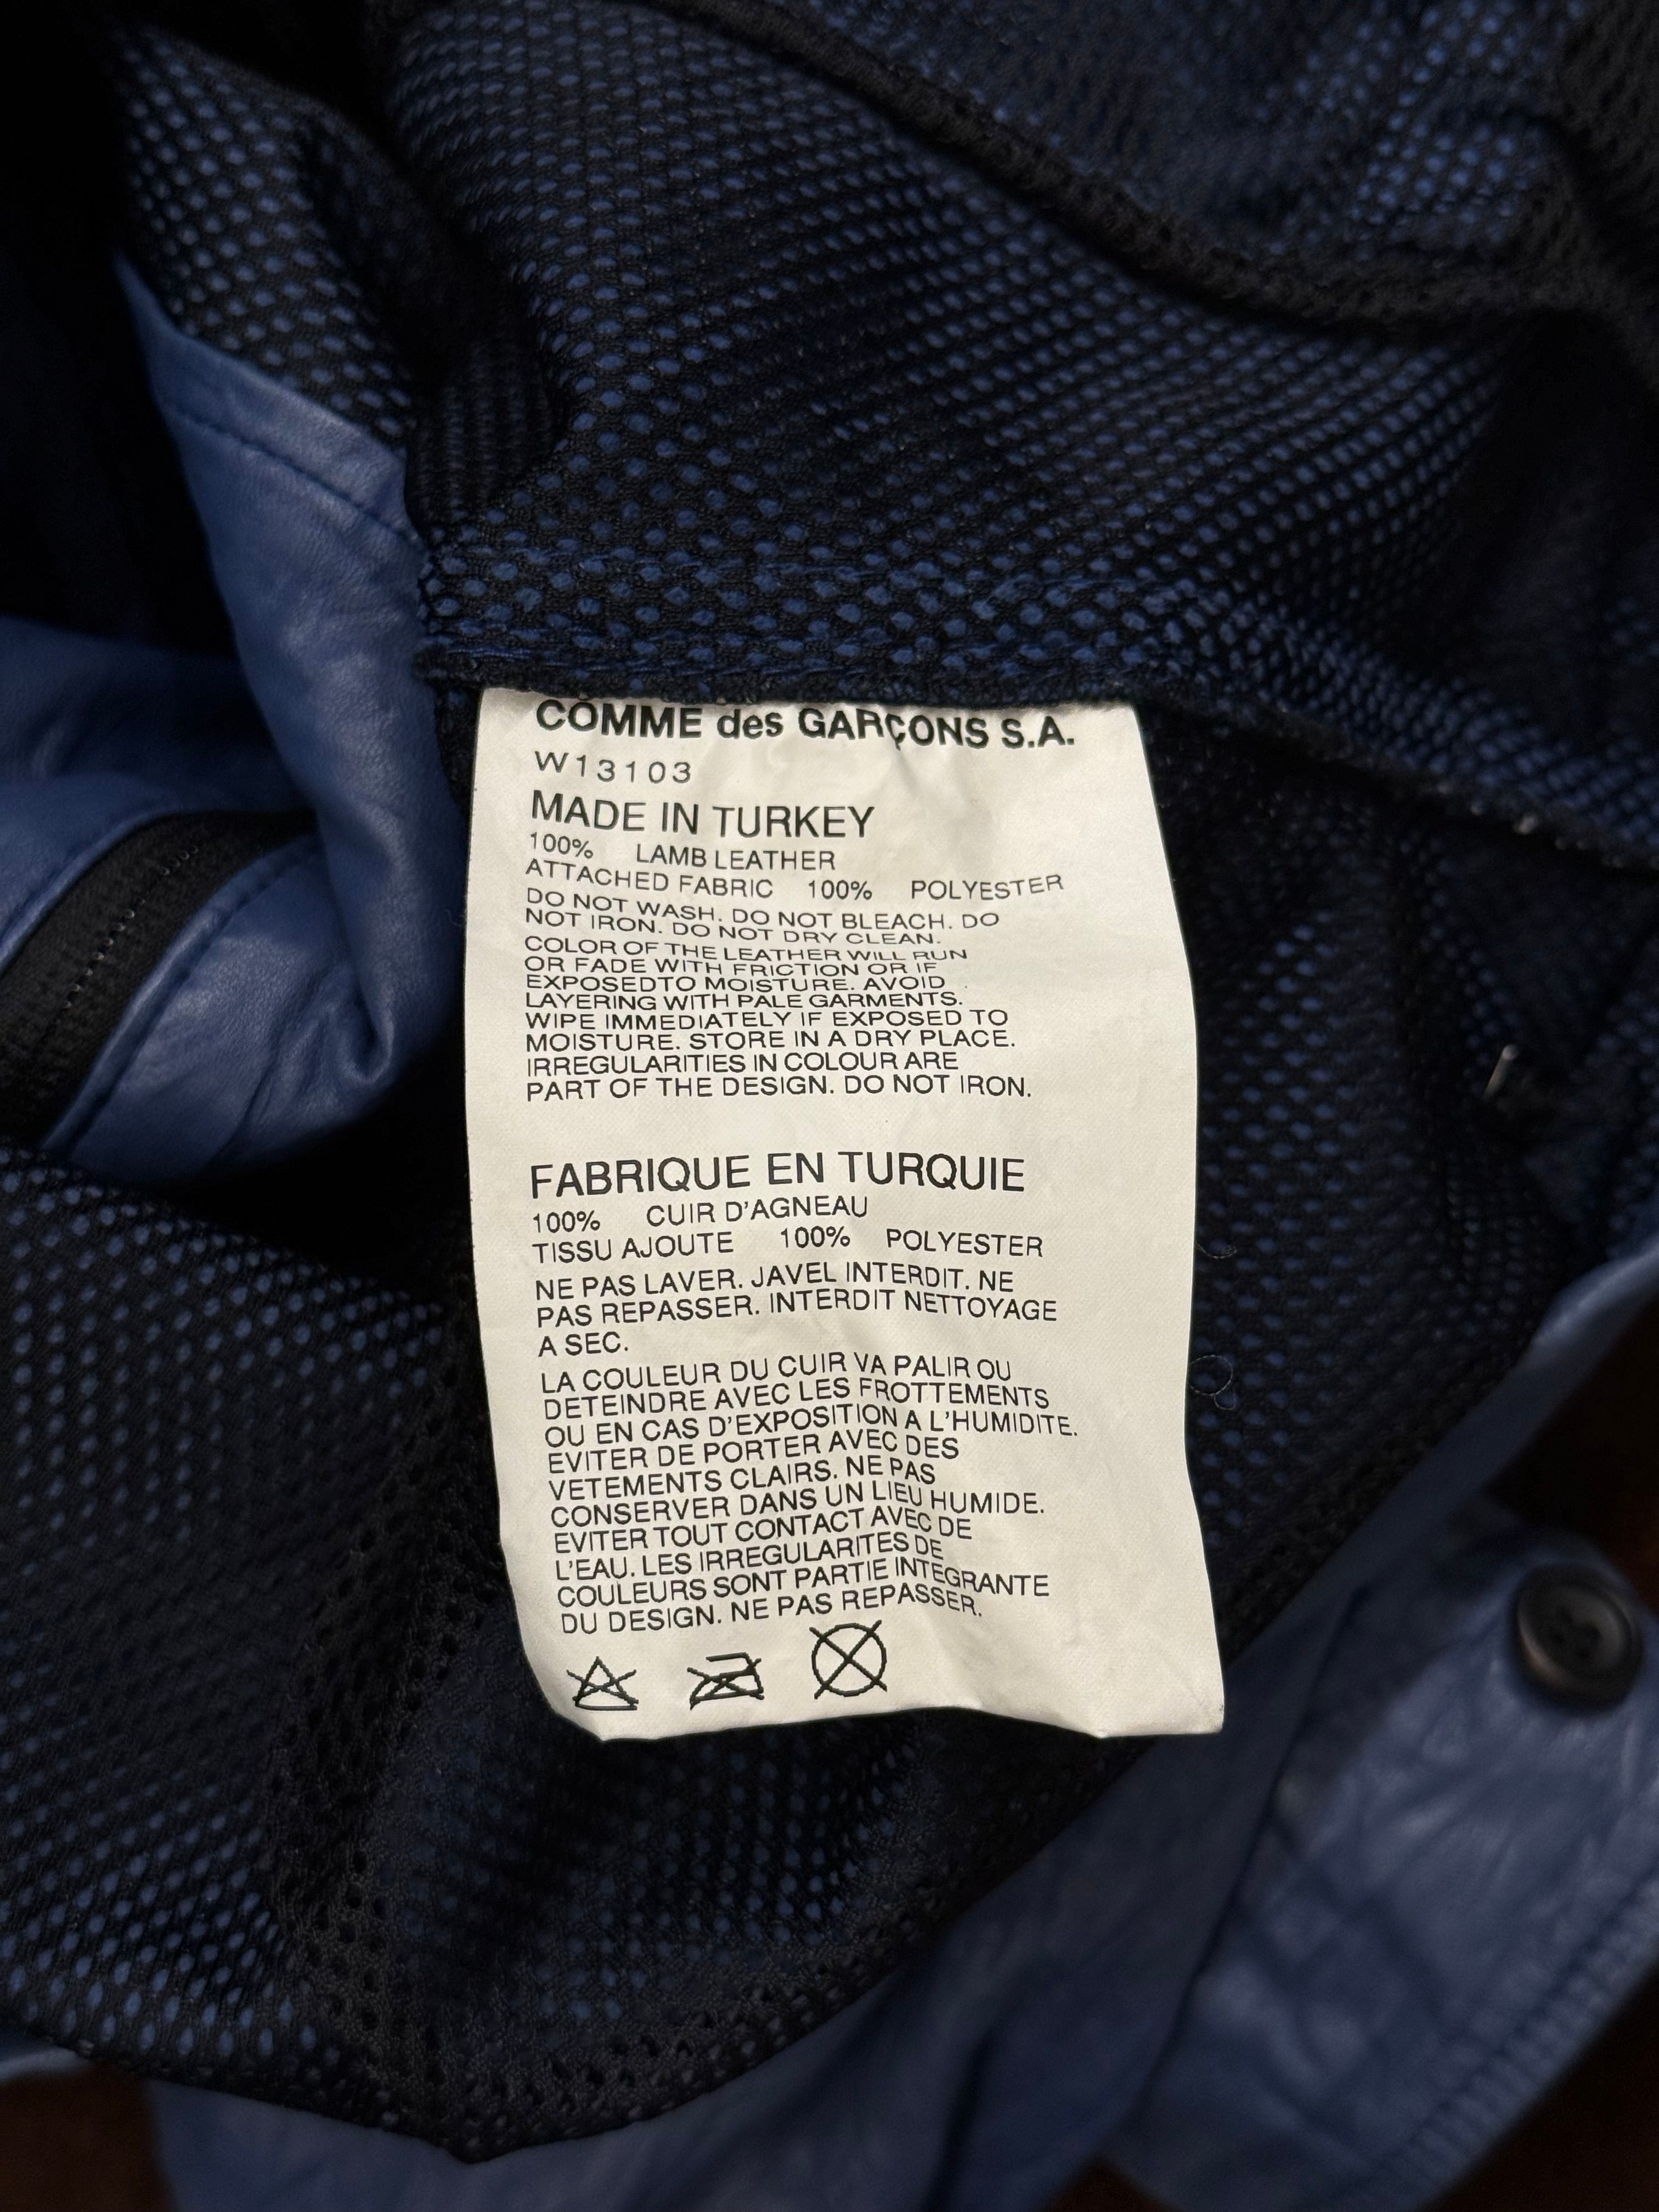 COMME des GARÇONS S.A.
W13103
MADE IN TURKEY
100% LAMB LEATHER
ATTACHED FABRIC 100% POLYESTER
DO NOT WASH. DO NOT BLEACH. DO
NOT IRON. DO NOT DRY CLEAN.
COLOR OF THE LEATHER WILL RUN
OR FADE WITH FRICTION OR IF
EXPOSEDTO MOISTURE. AVOID
LAYERING WITH PALE GARMENTS.
WIPE IMMEDIATELY IF EXPOSED TO
MOISTURE. STORE IN A DRY PLACE.
IRREGULARITIES IN COLOUR ARE
PART OF THE DESIGN. DO NOT IRON.
FABRIQUE EN TURQUIE
100% CUIR D'AGNEAU
TISSU AJOUTE 100% POLYESTER
NE PAS LAVER. JAVEL INTERDIT. NE
PAS REPASSER. INTERDIT NETTOYAGE
A SEC.
LA COULEUR DU CUIR VA PALIR OU
DETEINDRE AVEC LES FROTTEMENTS
OU EN CAS D'EXPOSITION A L'HUMIDITE.
EVITER DE PORTER AVEC DES
VETEMENTS CLAIRS. NE PAS
CONSERVER DANS UN LIEU HUMIDE.
EVITER TOUT CONTACT AVEC DE
L'EAU. LES IRREGULARITES DE
COULEURS SONT PARTIE INTEGRANTE
DU DESIGN. NE PAS REPASSER.